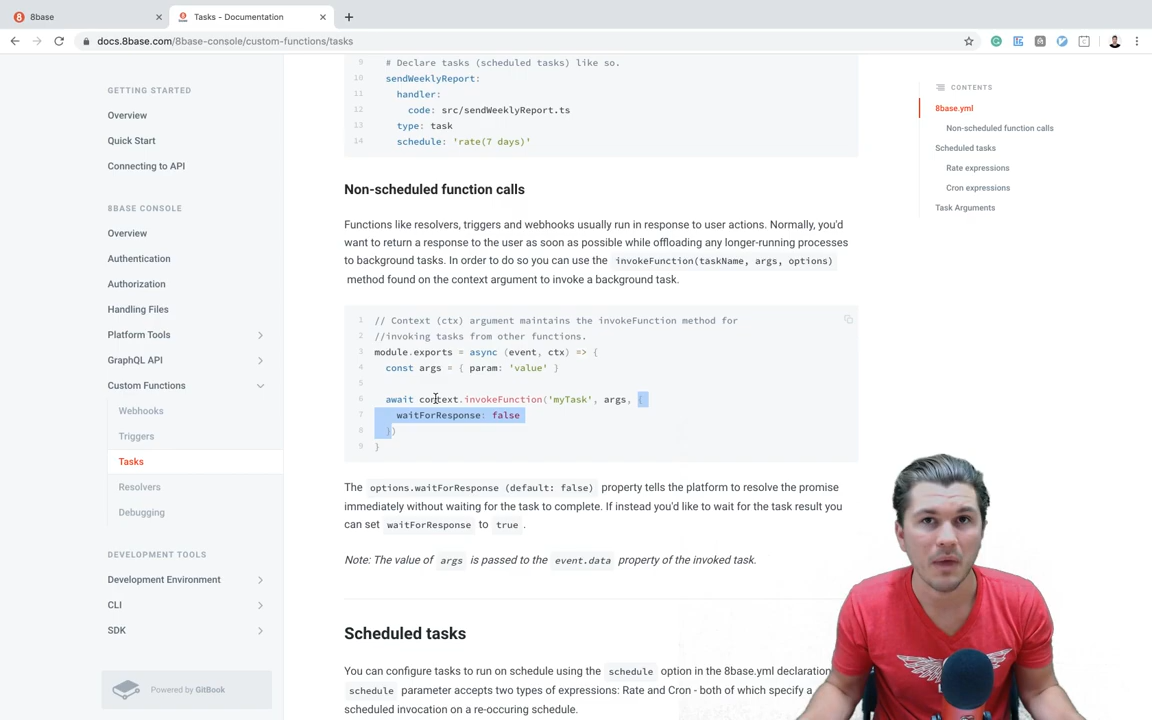 8base
Tasks - Documentation
docs.8base.com/8base-console/custom-functions/tasks
GETTING STARTED
Overview
Quick Start
Connecting to API
8BASE CONSOLE
Overview
Authentication
Authorization
Handling Files
Platform Tools
GraphQL API
Custom Functions
Webhooks
Triggers
Tasks
Resolvers
Debugging
DEVELOPMENT TOOLS
Development Environment
CLI
SDK
Powered by GitBook
9 # Declare tasks (scheduled tasks) like so.
10 sendWeeklyReport:
11 handler:
12 code: src/sendWeeklyReport.ts
13 type: task
14 schedule: 'rate(7 days)'
Non-scheduled function calls
Functions like resolvers, triggers and webhooks usually run in response to user actions. Normally, you'd
want to return a response to the user as soon as possible while offloading any longer-running processes
to background tasks. In order to do so you can use the invokeFunction(taskName, args, options)
method found on the context argument to invoke a background task.
1 // Context (ctx) argument maintains the invokeFunction method for
2 //invoking tasks from other functions.
3 module.exports = async (event, ctx) => {
4 const args = { param: 'value' }
5
6 await context.invokeFunction('myTask', args, {
7 waitForResponse: false
8 })
9 }
The options.waitForResponse (default: false) property tells the platform to resolve the promise
immediately without waiting for the task to complete. If instead you'd like to wait for the task result you
can set waitForResponse to true .
Note: The value of args is passed to the event.data property of the invoked task.
Scheduled tasks
You can configure tasks to run on schedule using the schedule option in the 8base.yml declaration
schedule parameter accepts two types of expressions: Rate and Cron - both of which specify a
scheduled invocation on a re-occuring schedule.
CONTENTS
8base.yml
Non-scheduled function calls
Scheduled tasks
Rate expressions
Cron expressions
Task Arguments